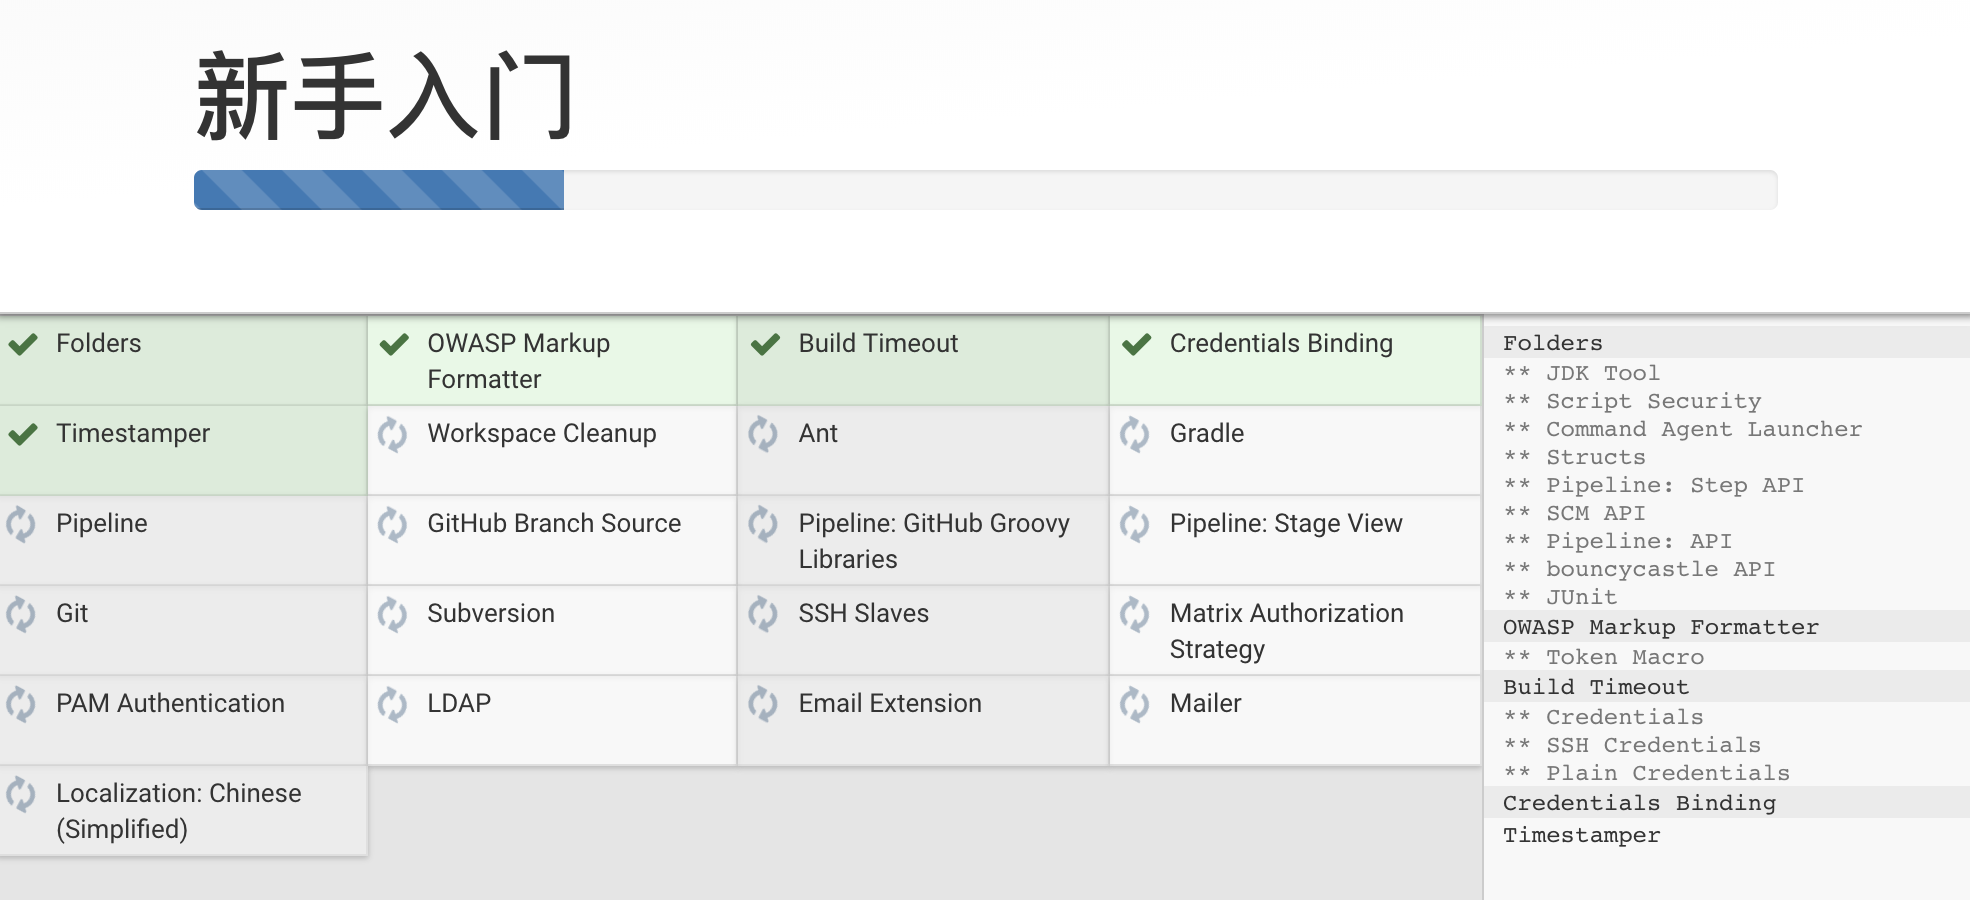 新手入门
Folders
OWASP Markup
Formatter
Build Timeout
Credentials Binding
Timestamper
Workspace Cleanup
Ant
Gradle
Pipeline
GitHub Branch Source
Pipeline: GitHub Groovy
Libraries
Pipeline: Stage View
Git
Subversion
SSH Slaves
Matrix Authorization
Strategy
PAM Authentication
LDAP
Email Extension
Mailer
Localization: Chinese
(Simplified)
Folders
** JDK Tool
** Script Security
** Command Agent Launcher
** Structs
** Pipeline: Step API
** SCM API
** Pipeline: API
** bouncycastle API
** JUnit
OWASP Markup Formatter
** Token Macro
Build Timeout
** Credentials
** SSH Credentials
** Plain Credentials
Credentials Binding
Timestamper